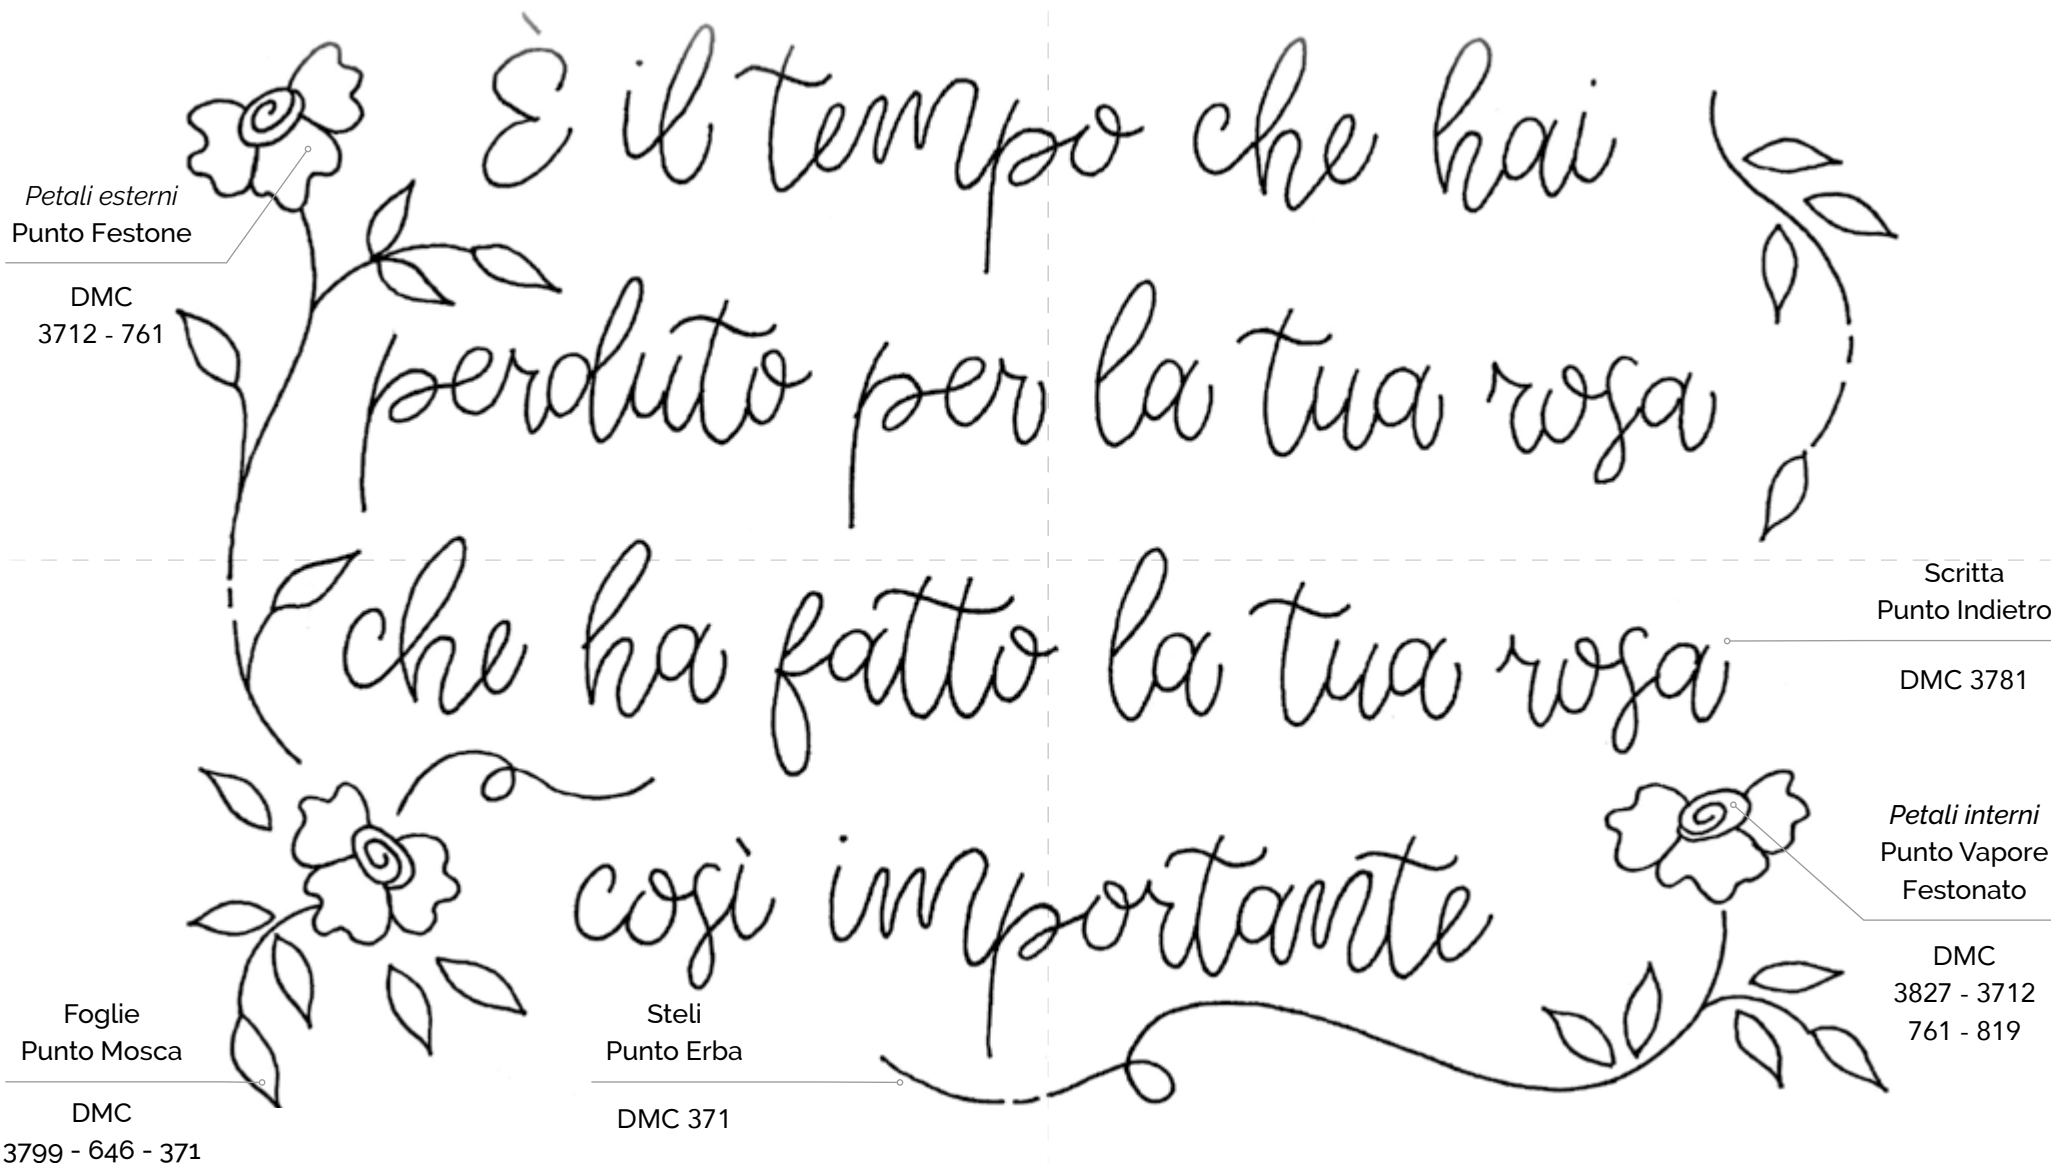 È il tempo che hai
Petali esterni
Punto Festone
DMC
3712 - 761
perduto per la tua rosa
che ha fatto la tua rosa
Scritta
Punto Indietro
DMC 3781
così importante
Petali interni
Punto Vapore
Festonato
DMC
3827 - 3712
761 - 819
Foglie
Punto Mosca
DMC
3799 - 646 - 371
Steli
Punto Erba
DMC 371